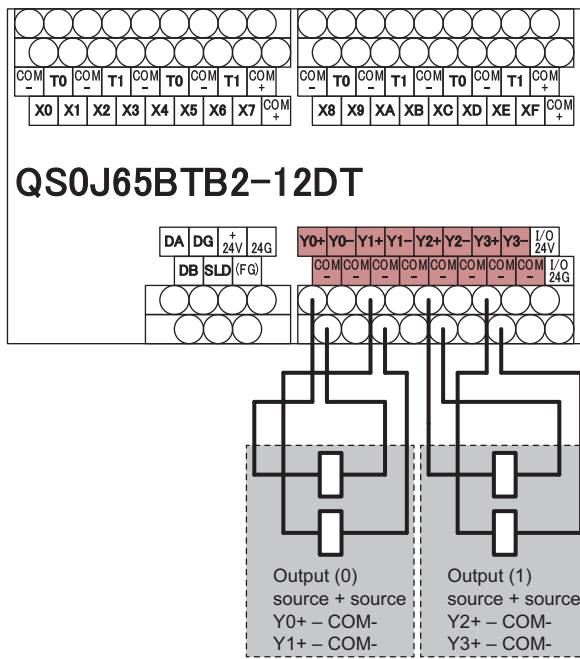 COM - T0 COM - T1 COM - T0 COM - T1 COM + COM - T0 COM - T1 COM - T0 COM - T1 COM +
X0 X1 X2 X3 X4 X5 X6 X7 COM + X8 X9 XA XB XC XD XE XF COM +
QS0J65BTB2-12DT
DA DG + 24V 24G Y0+ Y0- Y1+ Y1- Y2+ Y2- Y3+ Y3- I/O 24V
DB SLD (FG) COM - COM - COM - COM - COM - COM - COM - COM - I/O 24G
Output (0)
source + source
Y0+ – COM-
Y1+ – COM-
Output (1)
source + source
Y2+ – COM-
Y3+ – COM-